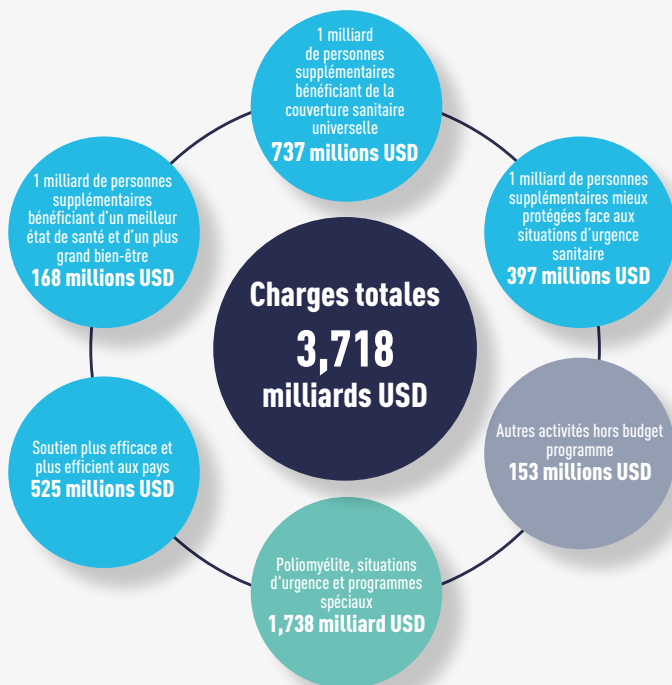 1 milliard
de personnes
supplémentaires
bénéficiant de la
couverture sanitaire
universelle
737 millions USD
1 milliard de personnes
supplémentaires
bénéficiant d'un meilleur
état de santé et d'un plus
grand bien-être
168 millions USD
1 milliard de personnes
supplémentaires mieux
protégées face aux
situations d'urgence
sanitaire
397 millions USD
Charges totales
3,718
milliards USD
Soutien plus efficace et
plus efficient aux pays
525 millions USD
Autres activités hors budget
programme
153 millions USD
Poliomyélite, situations
d'urgence et programmes
spéciaux
1,738 milliard USD